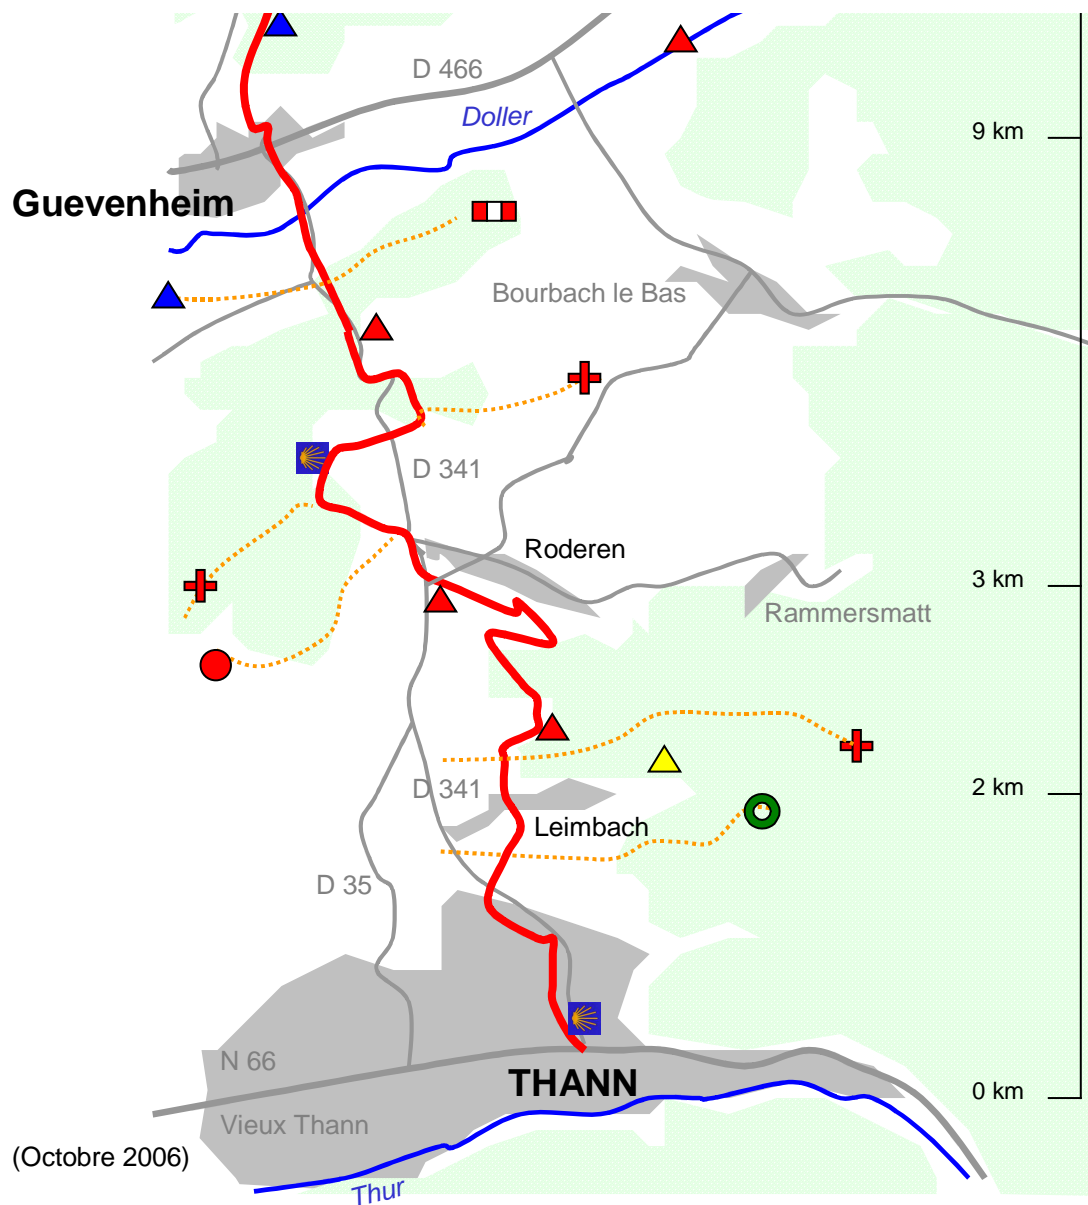 D 466
Doller
9 km
Guevenheim
Bourbach le Bas
D 341
Roderen
3 km
Rammersmatt
D 341
2 km
Leimbach
D 35
N 66
THANN
0 km
Vieux Thann
(Octobre 2006)
Thur